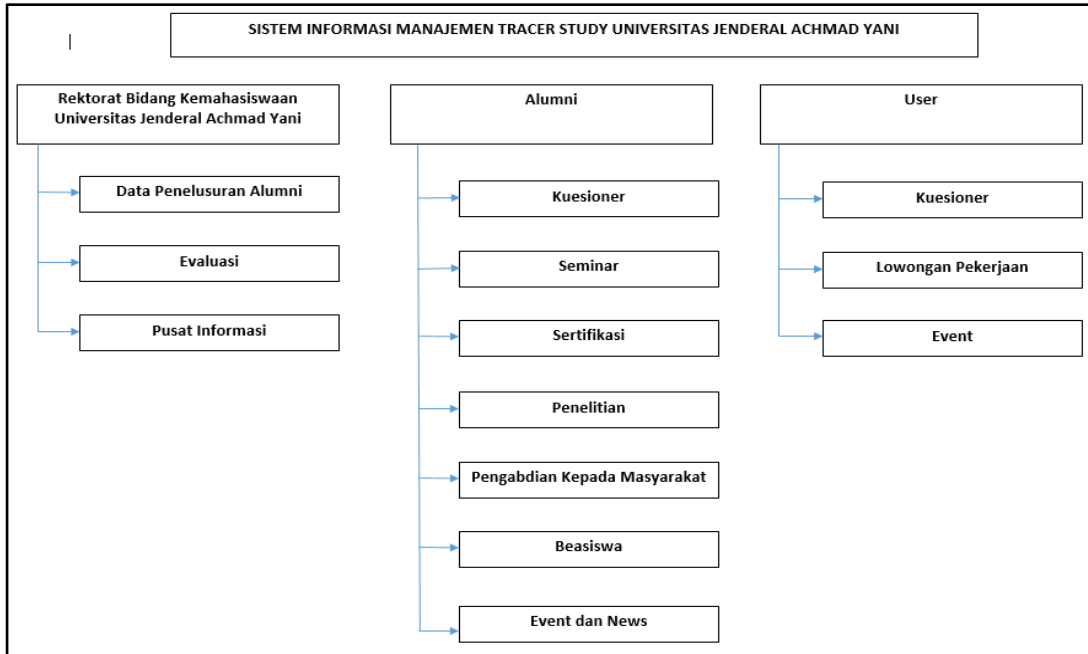 SISTEM INFORMASI MANAJEMEN TRACER STUDY UNIVERSITAS JENDERAL ACHMAD YANI
Rektorat Bidang Kemahasiswaan
Universitas Jenderal Achmad Yani
Data Penelusuran Alumni
Evaluasi
Pusat Informasi
Alumni
Kuesioner
Seminar
Sertifikasi
Penelitian
Pengabdian Kepada Masyarakat
Beasiswa
Event dan News
User
Kuesioner
Lowongan Pekerjaan
Event